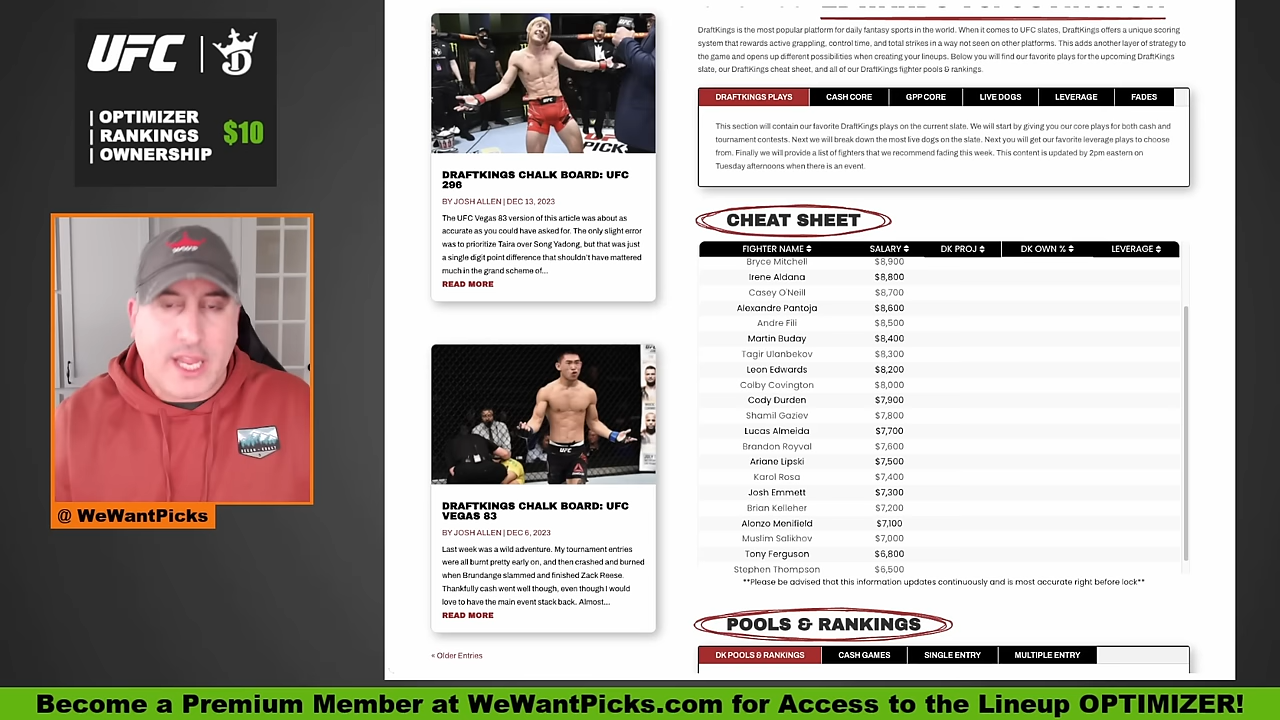 UFC
| OPTIMIZER
| RANKINGS
| OWNERSHIP
$10
@ WeWantPicks
DRAFTKINGS CHALK BOARD: UFC
296
BY JOSH ALLEN | DEC 13, 2023
The UFC Vegas 83 version of this article was about as
accurate as you could have asked for. The only slight error
was to prioritize Taira over Song Yadong, but that was just
a single digit point difference that shouldn't have mattered
much in the grand scheme of...
READ MORE
DRAFTKINGS CHALK BOARD: UFC
VEGAS 83
BY JOSH ALLEN | DEC 6, 2023
Last week was a wild adventure. My tournament entries
were all burnt pretty early on, and then crashed and burned
when Brundange slammed and finished Zack Reese.
Thankfully cash went well though, even though I would
love to have the main event stack back. Almost...
READ MORE
« Older Entries
DraftKings is the most popular platform for daily fantasy sports in the world. When it comes to UFC slates, DraftKings offers a unique scoring
system that rewards active grappling, control time, and total strikes in a way not seen on other platforms. This adds another layer of strategy to
the game and opens up different possibilities when creating your lineups. Below you will find our favorite plays for the upcoming DraftKings
slate, our DraftKings cheat sheet, and all of our DraftKings fighter pools & rankings.
DRAFTKINGS PLAYS CASH CORE GPP CORE LIVE DOGS LEVERAGE FADES
This section will contain our favorite DraftKings plays on the current slate. We will start by giving you our core plays for both cash and
tournament contests. Next we will break down the most live dogs on the slate. Next you will get our favorite leverage plays to choose
from. Finally we will provide a list of fighters that we recommend fading this week. This content is updated by 2pm eastern on
Tuesday afternoons when there is an event.
CHEAT SHEET
FIGHTER NAME SALARY DK PROJ DK OWN % LEVERAGE
Bryce Mitchell $8,900
Irene Aldana $8,800
Casey O'Neill $8,700
Alexandre Pantoja $8,600
Andre Fili $8,500
Martin Buday $8,400
Tagir Ulanbekov $8,300
Leon Edwards $8,200
Colby Covington $8,000
Cody Durden $7,900
Shamil Gaziev $7,800
Lucas Almeida $7,700
Brandon Royval $7,600
Ariane Lipski $7,500
Karol Rosa $7,400
Josh Emmett $7,300
Brian Kelleher $7,200
Alonzo Menifield $7,100
Muslim Salikhov $7,000
Tony Ferguson $6,800
Stephen Thompson $6,500
**Please be advised that this information updates continuously and is most accurate right before lock**
POOLS & RANKINGS
DK POOLS & RANKINGS CASH GAMES SINGLE ENTRY MULTIPLE ENTRY
Become a Premium Member at WeWantPicks.com for Access to the Lineup OPTIMIZER!